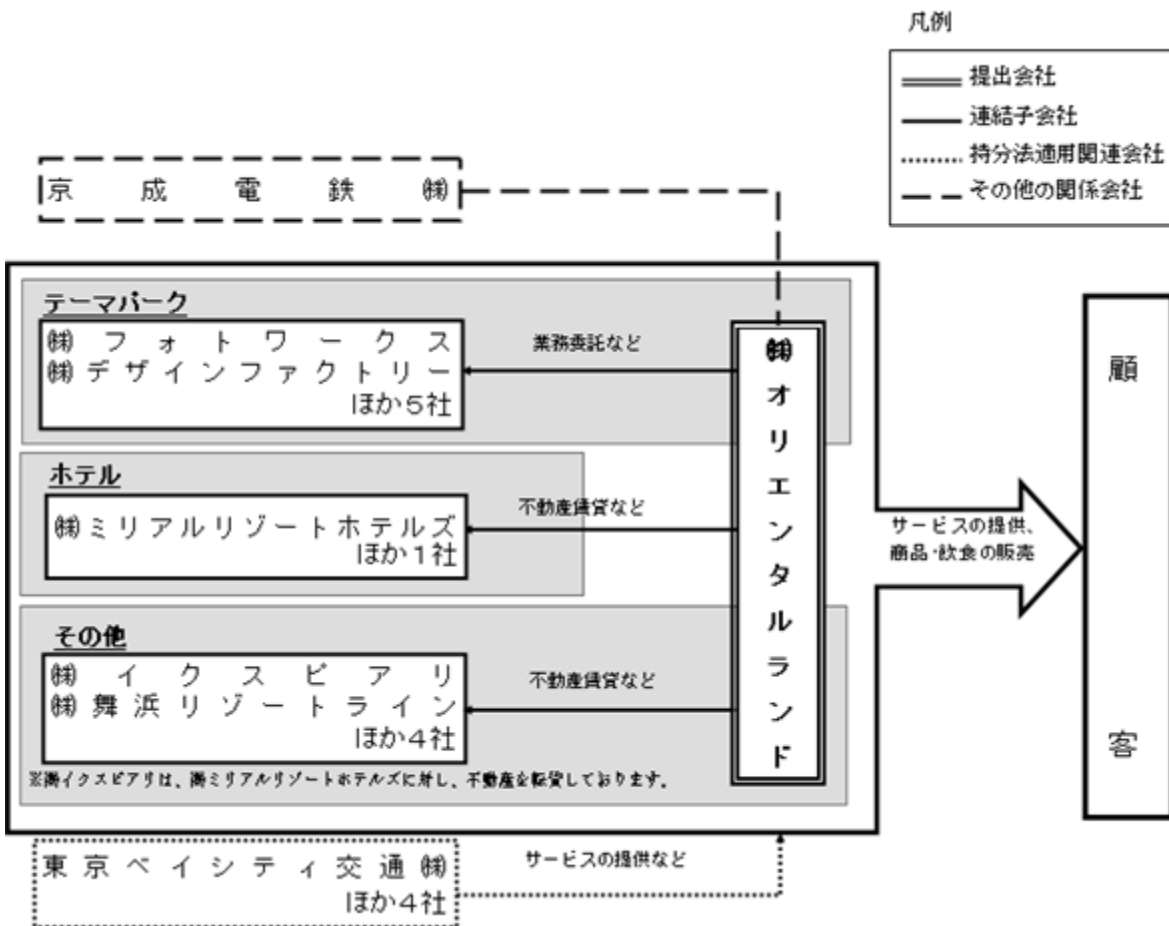 凡例
提出会社
連結子会社
持分法適用関連会社
その他の関係会社
京成電鉄㈱
テーマパーク
㈱フォトワークス
㈱デザインファクトリー
ほか5社
業務委託など
ホテル
㈱ミリアルリゾートホテルズ
ほか1社
不動産賃貸など
その他
㈱イクスピアリ
㈱舞浜リゾートライン
ほか4社
不動産賃貸など
※㈱イクスピアリは、㈱ミリアルリゾートホテルズに対し、不動産を転貸しております。
㈱オリエンタルランド
サービスの提供、
商品・飲食の販売
顧客
東京ベイシティ交通㈱
ほか4社
サービスの提供など